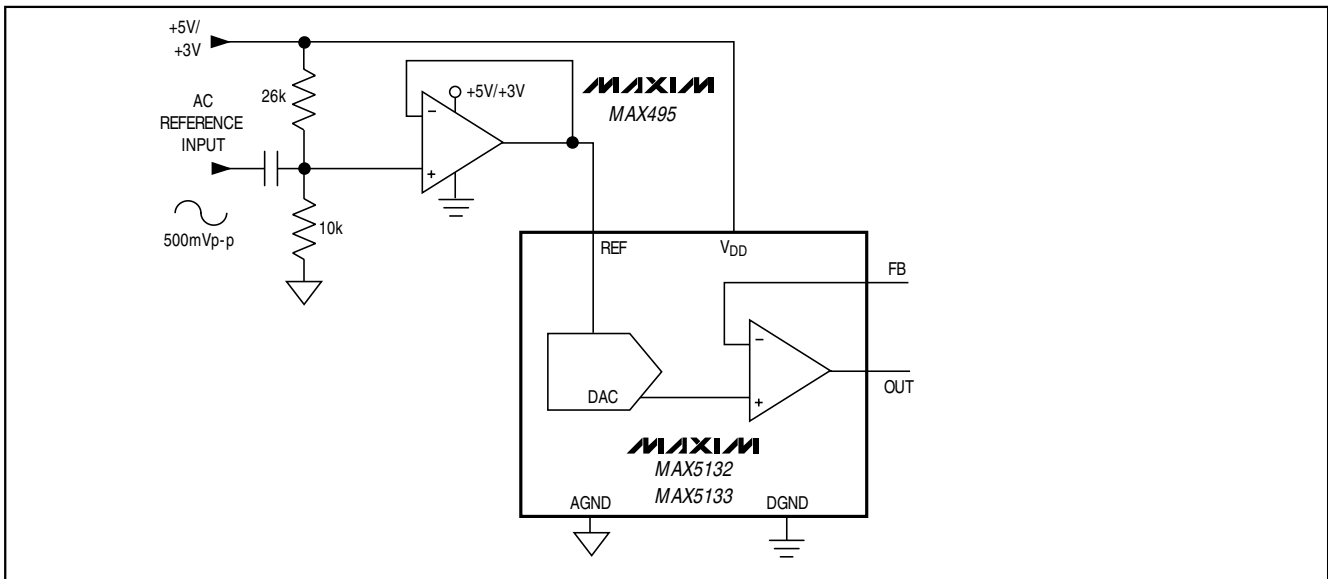 +5V/
+3V
26k
+5V/+3V
MAXIM
MAX495
AC
REFERENCE
INPUT
−
+
10k
500mVp-p
REF
VDD
FB
−
DAC
+
OUT
MAXIM
MAX5132
MAX5133
AGND
DGND